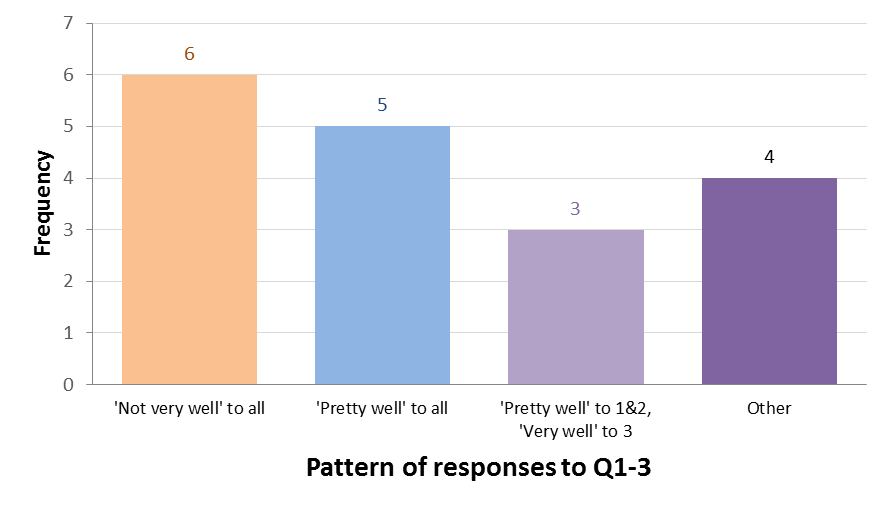 7
6
5
4
3
2
1
0
Frequency
6
5
3
4
'Not very well' to all
'Pretty well' to all
'Pretty well' to 1&2,
'Very well' to 3
Other
Pattern of responses to Q1-3